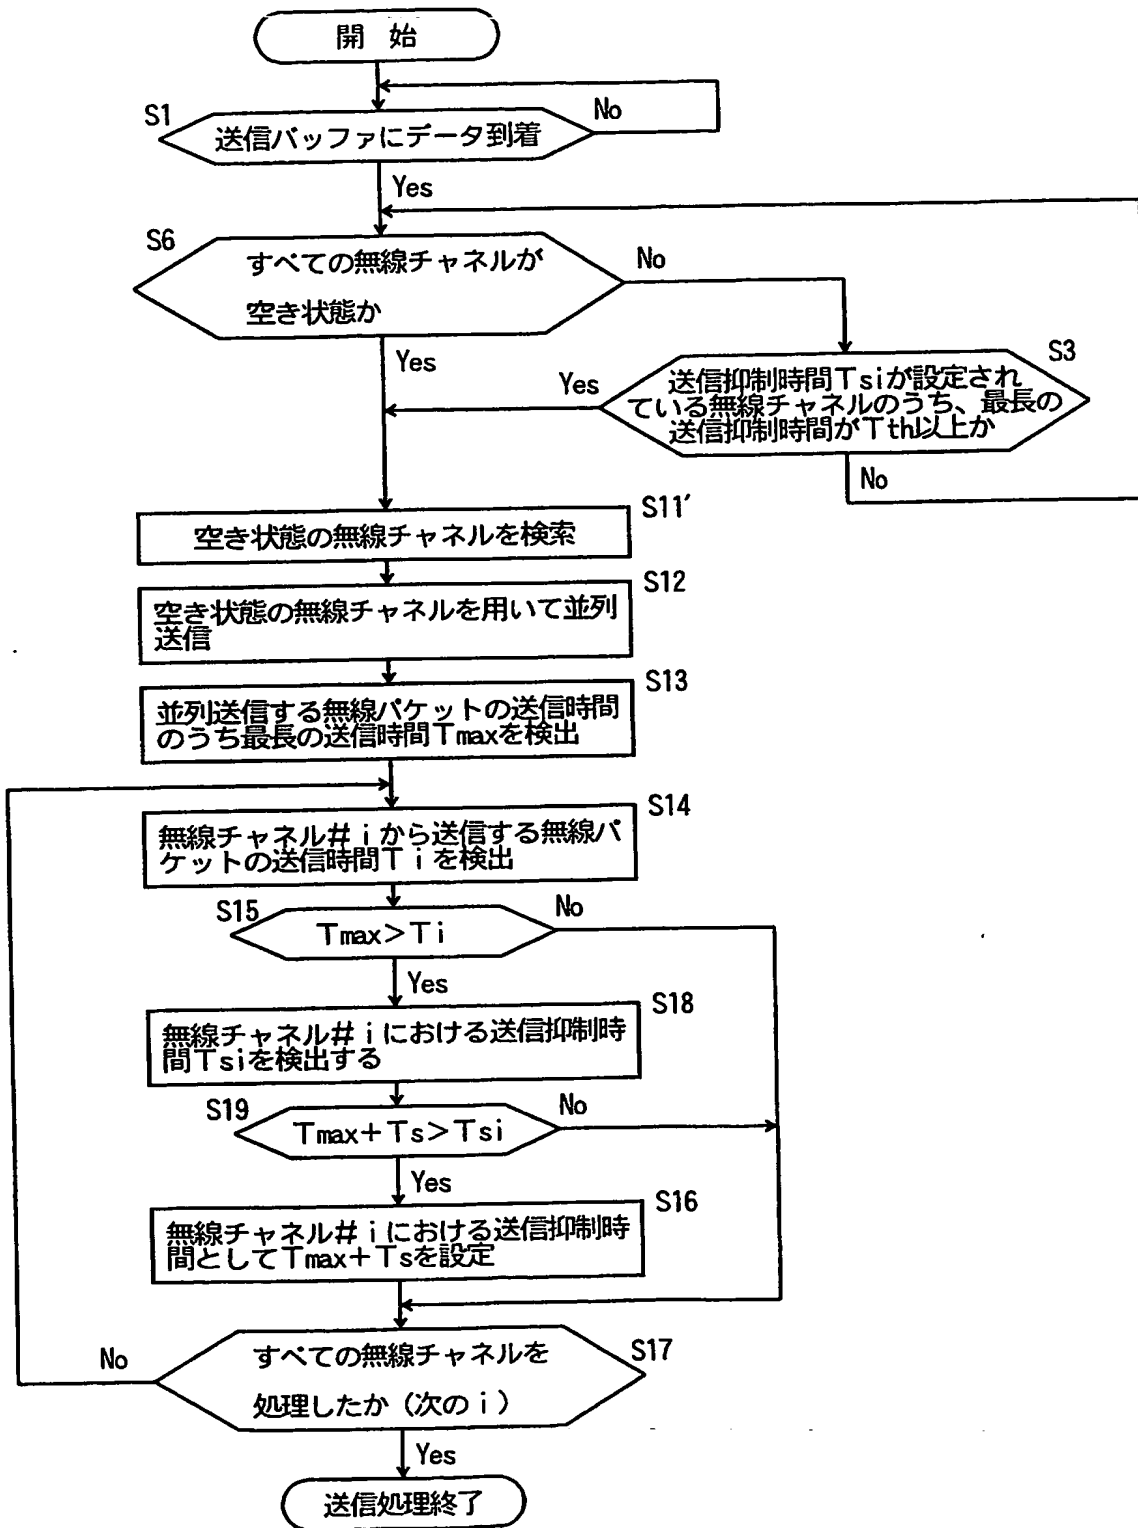 開 始
S1
送信バッファにデータ到着
No
Yes
S6
すべての無線チャネルが
空き状態か
No
Yes
S3
送信抑制時間Tsiが設定され
ている無線チャネルのうち、最長の
送信抑制時間がTth以上か
Yes
No
S11′
空き状態の無線チャネルを検索
S12
空き状態の無線チャネルを用いて並列
送信
S13
並列送信する無線パケットの送信時間
のうち最長の送信時間Tmaxを検出
S14
無線チャネル#iから送信する無線パ
ケットの送信時間Tiを検出
S15
Tmax>Ti
No
Yes
S18
無線チャネル#iにおける送信抑制時
間Tsiを検出する
S19
Tmax+Ts>Tsi
No
Yes
S16
無線チャネル#iにおける送信抑制時
間としてTmax+Tsを設定
S17
すべての無線チャネルを
処理したか(次のi)
No
Yes
送信処理終了